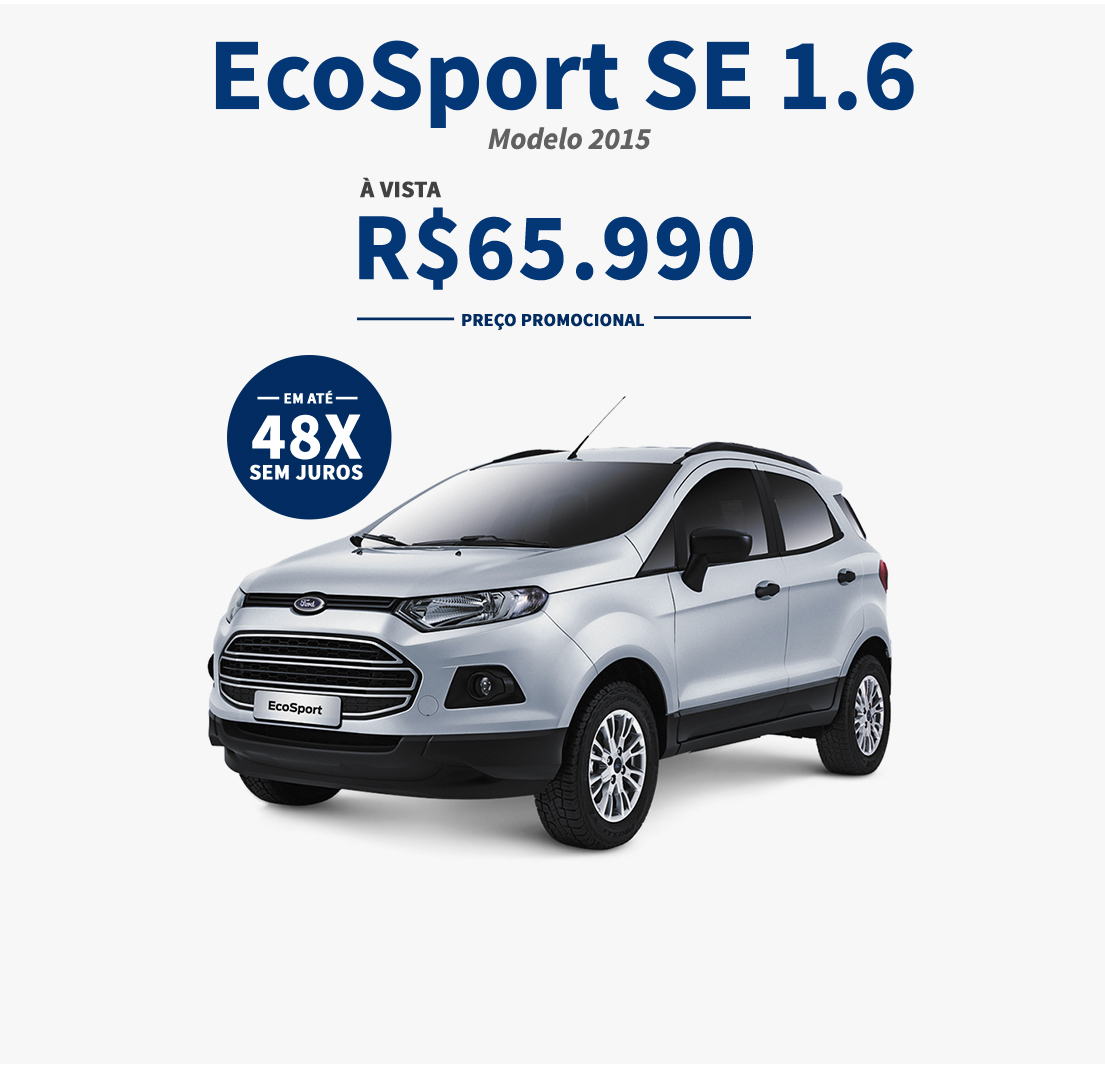 EcoSport SE 1.6
Modelo 2015
À VISTA
R$65.990
PREÇO PROMOCIONAL
EM ATÉ
48X
SEM JUROS
Ford
EcoSport